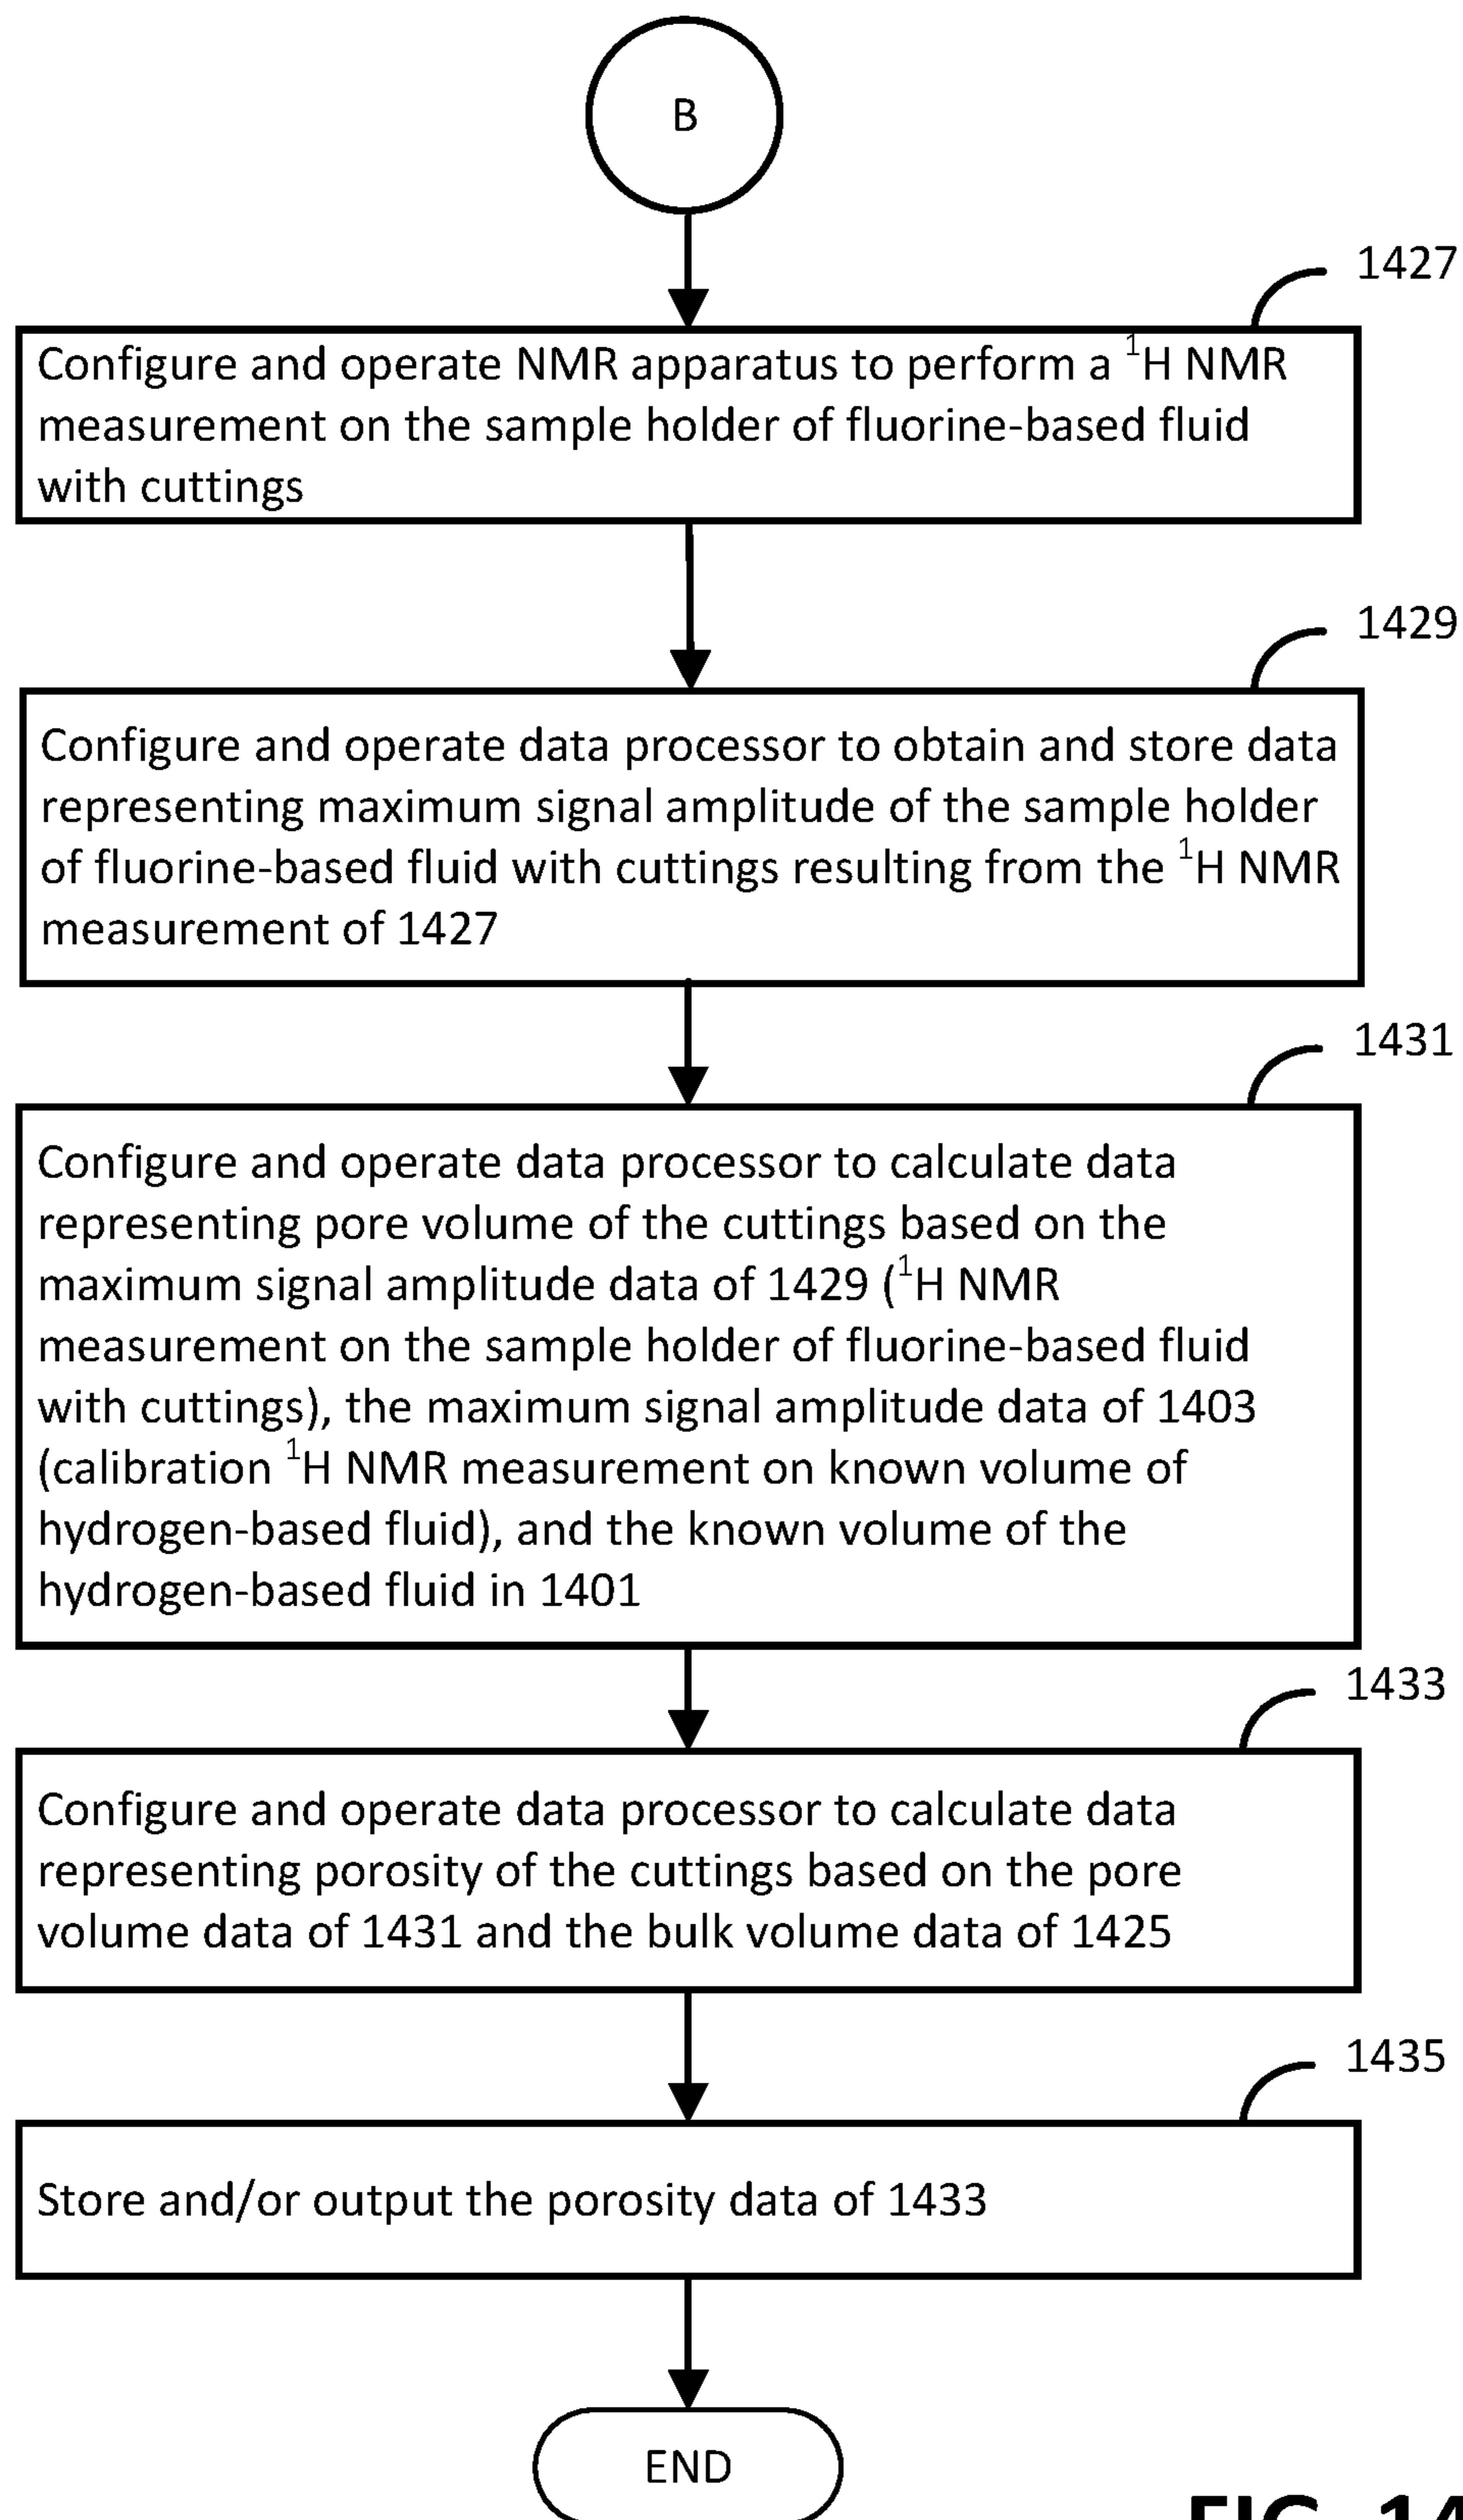 B
1427
Configure and operate NMR apparatus to perform a ¹H NMR
measurement on the sample holder of fluorine-based fluid
with cuttings
1429
Configure and operate data processor to obtain and store data
representing maximum signal amplitude of the sample holder
of fluorine-based fluid with cuttings resulting from the ¹H NMR
measurement of 1427
1431
Configure and operate data processor to calculate data
representing pore volume of the cuttings based on the
maximum signal amplitude data of 1429 (¹H NMR
measurement on the sample holder of fluorine-based fluid
with cuttings), the maximum signal amplitude data of 1403
(calibration ¹H NMR measurement on known volume of
hydrogen-based fluid), and the known volume of the
hydrogen-based fluid in 1401
1433
Configure and operate data processor to calculate data
representing porosity of the cuttings based on the pore
volume data of 1431 and the bulk volume data of 1425
1435
Store and/or output the porosity data of 1433
END